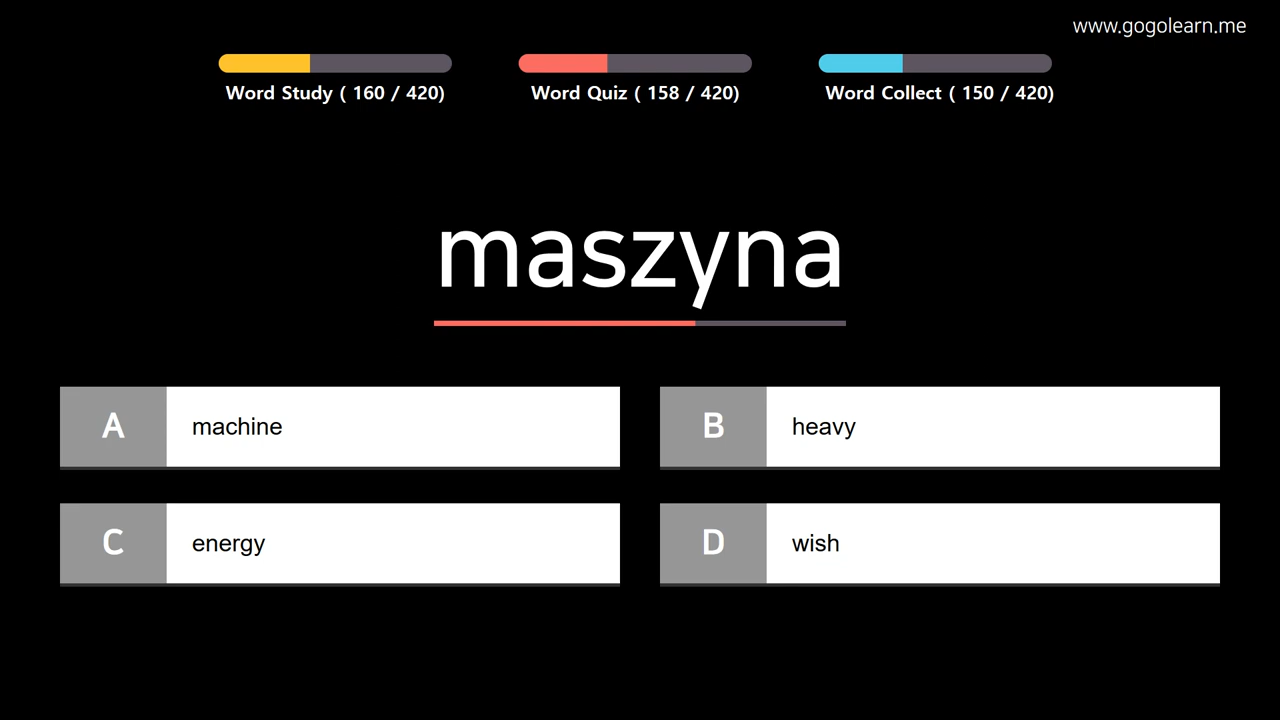 www.gogolearn.me
Word Study ( 160 / 420)
Word Quiz ( 158 / 420)
Word Collect ( 150 / 420)
maszyna
A machine
B heavy
C energy
D wish